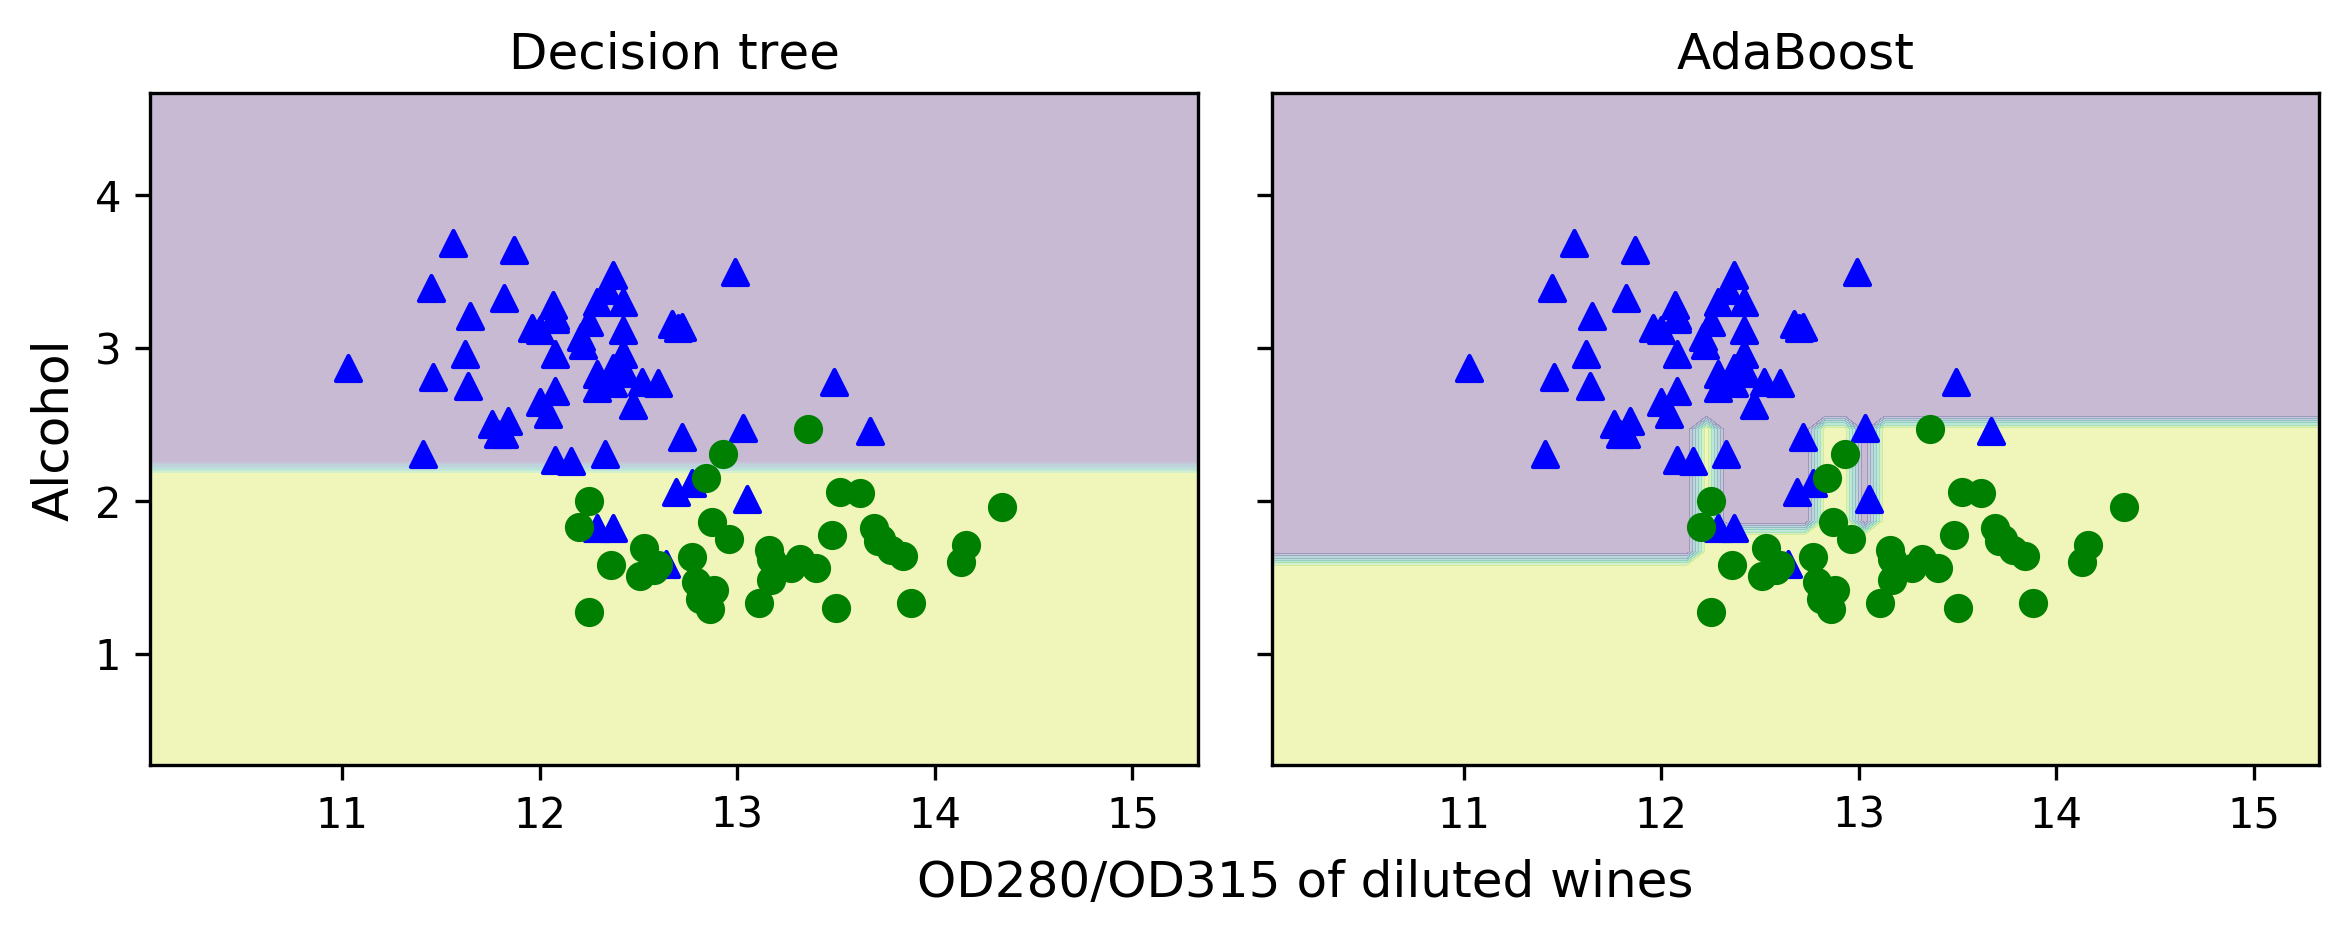 Decision tree
AdaBoost
Alcohol
4
3
2
1
11 12 13 14 15
11 12 13 14 15
OD280/OD315 of diluted wines